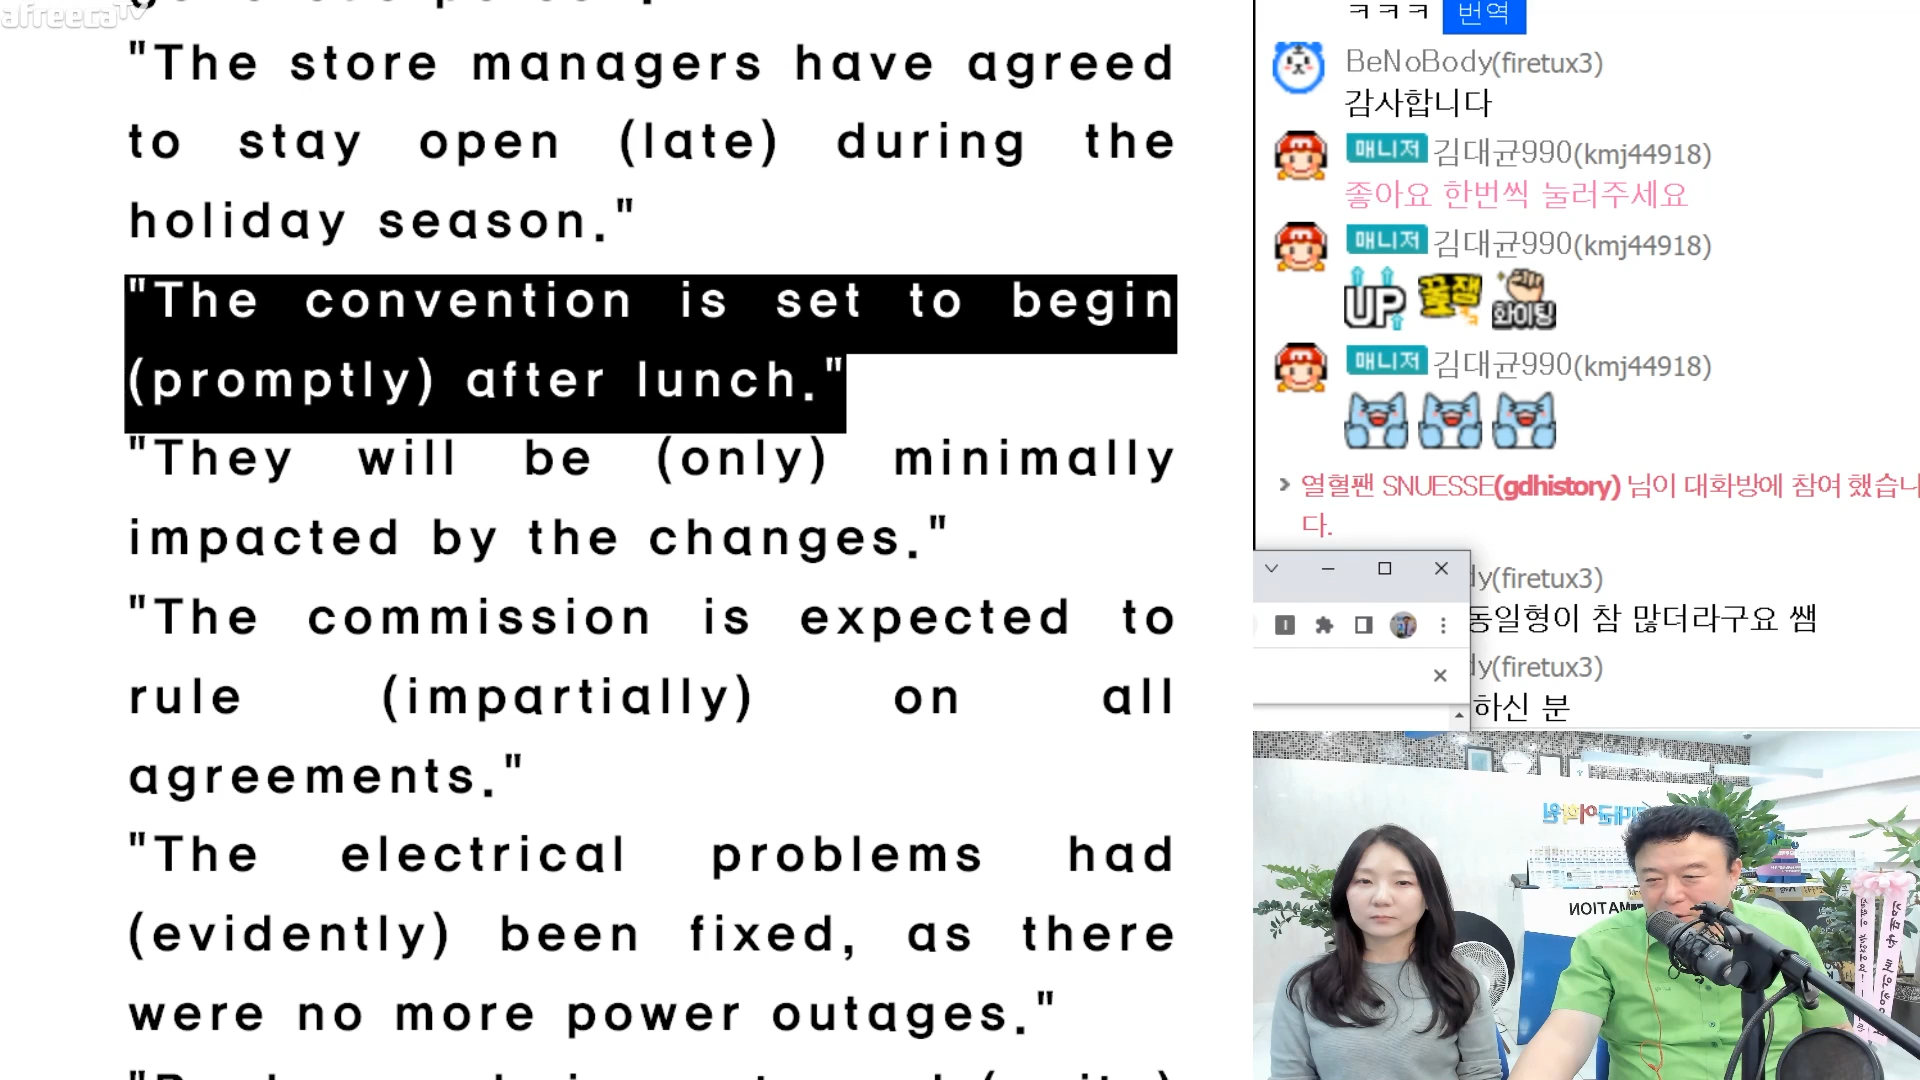 afreecaTV
"The store managers have agreed
to stay open (late) during the
holiday season."
"The convention is set to begin
(promptly) after lunch."
"They will be (only) minimally
impacted by the changes."
"The commission is expected to
rule (impartially) on all
agreements."
"The electrical problems had
(evidently) been fixed, as there
were no more power outages."
ㅋㅋㅋ 번역
BeNoBody(firetux3)
감사합니다
매니저 김대균990(kmj44918)
좋아요 한번씩 눌러주세요
매니저 김대균990(kmj44918)
UP 꿀잼 ㅋㅋ 화이팅
매니저 김대균990(kmj44918)
열혈팬 SNUESSE(gdhistory) 님이 대화방에 참여 했습니
다.
dy(firetux3)
동일형이 참 많더라구요 쌤
dy(firetux3)
하신 분